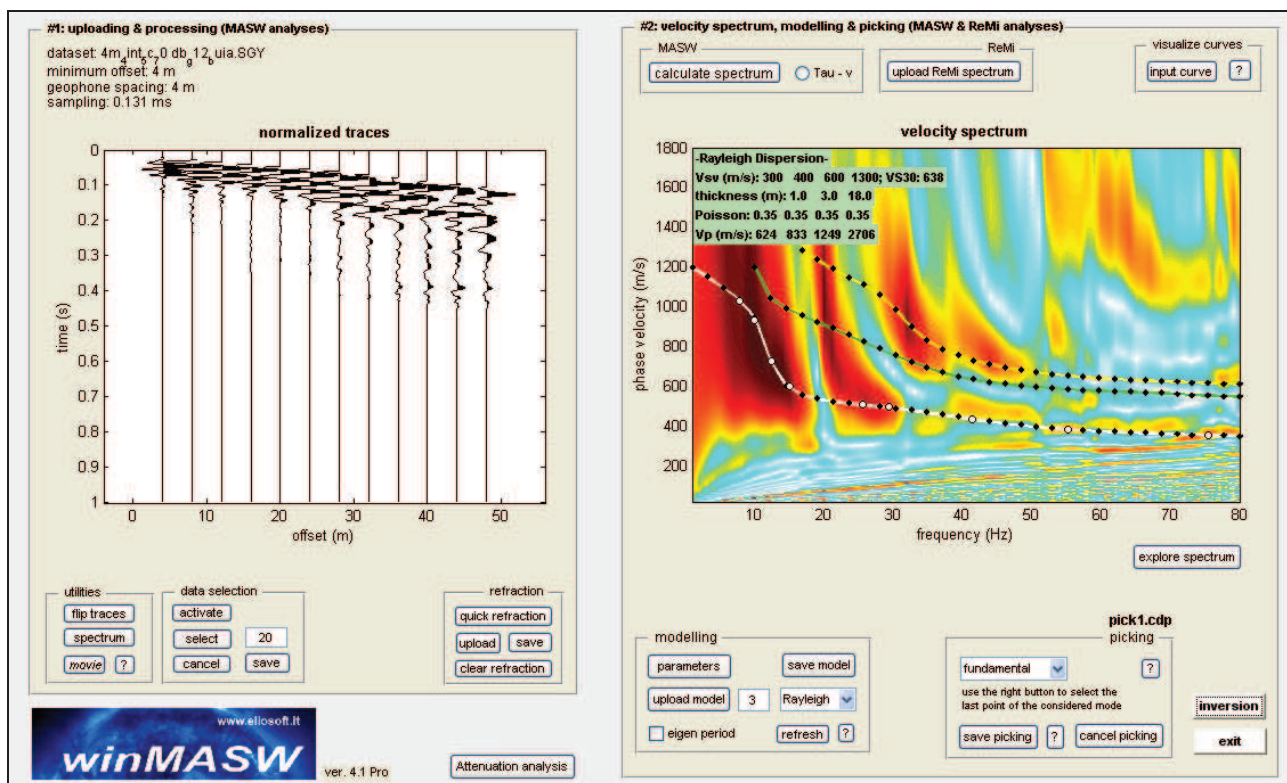 #1: uploading & processing (MASW analyses)
dataset: 4m_4int_5c_70 db_g12_buia.SGY
minimum offset: 4 m
geophone spacing: 4 m
sampling: 0.131 ms
normalized traces
0
0.1
0.2
0.3
0.4
0.5
0.6
0.7
0.8
0.9
1
time (s)
0 10 20 30 40 50
offset (m)
utilities
flip traces
spectrum
movie ?
data selection
activate
select 20
cancel save
refraction
quick refraction
upload save
clear refraction
www.eliosoft.it
winMASW
ver. 4.1 Pro
Attenuation analysis
#2: velocity spectrum, modelling & picking (MASW & ReMi analyses)
MASW
calculate spectrum Tau - v
ReMi
upload ReMi spectrum
visualize curves
input curve ?
velocity spectrum
-Rayleigh Dispersion-
Vsv (m/s): 300 400 600 1300; VS30: 638
thickness (m): 1.0 3.0 18.0
Poisson: 0.35 0.35 0.35 0.35
Vp (m/s): 624 833 1249 2706
1800
1600
1400
1200
1000
800
600
400
200
phase velocity (m/s)
10 20 30 40 50 60 70 80
frequency (Hz)
explore spectrum
modelling
parameters save model
upload model 3 Rayleigh
eigen period refresh ?
pick1.cdp
picking
fundamental ?
use the right button to select the
last point of the considered mode
save picking ? cancel picking
inversion
exit